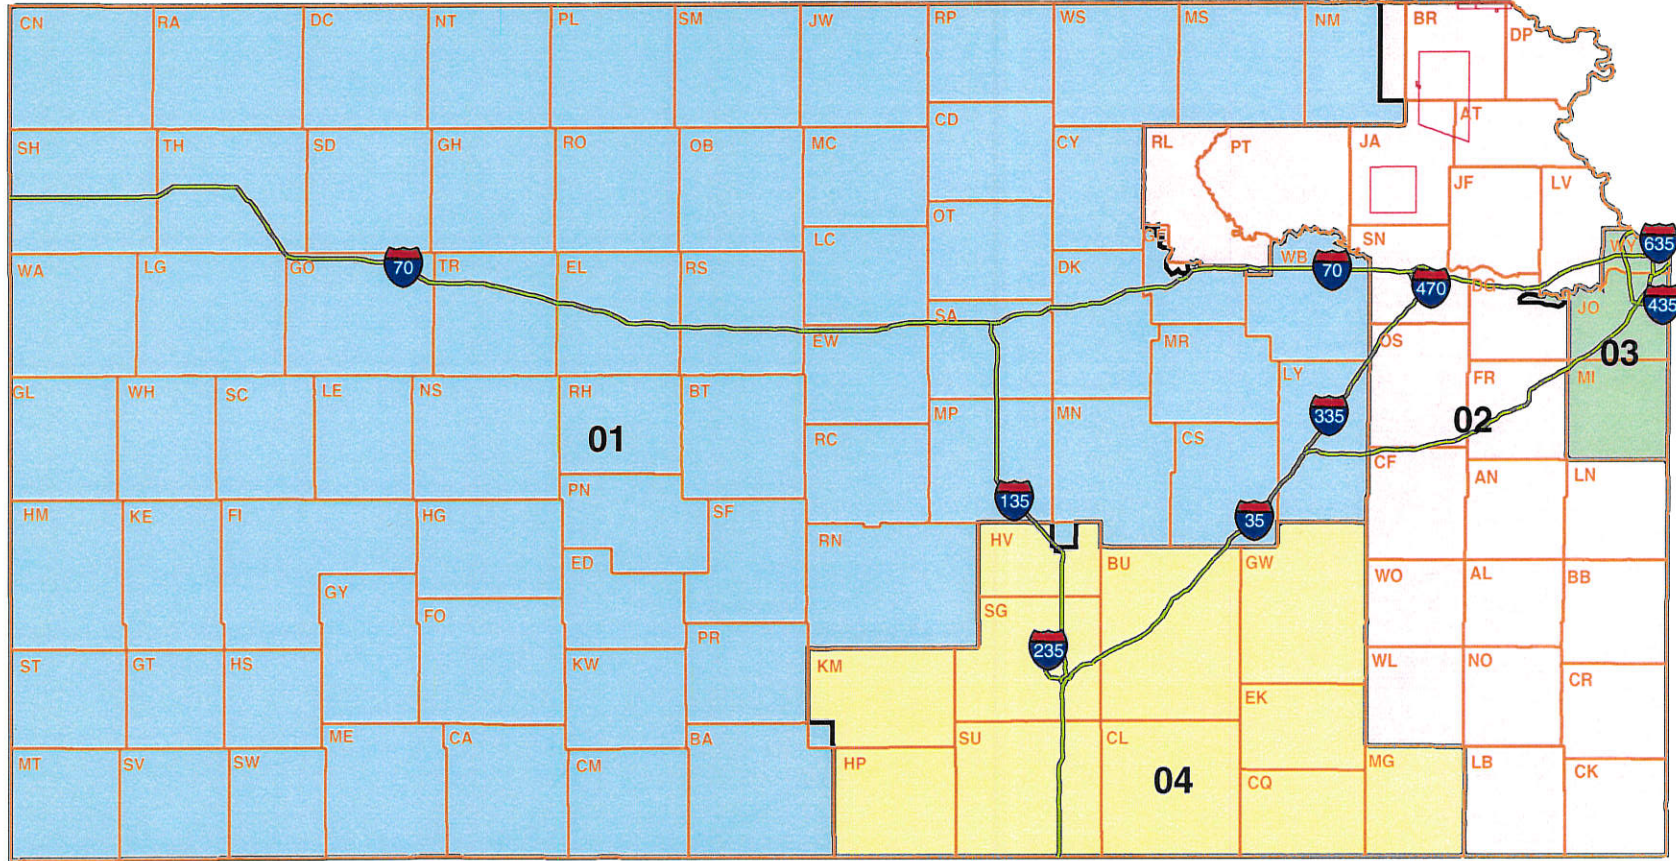 CN RA DC NT PL SM JW RP WS MS NM BR DP
SH TH SD GH RO OB MC CD CY RL PT JA AT
JF LV
OT
LC SN WY 635
WA LG GO 70 TR EL RS DK GE WB 70 470 DG JO 435
SA
EW MR OS 03
GL WH SC LE NS RH BT LY FR MI
01 MP MN 335 02
RC CS CF
PN AN LN
HM KE FI HG SF 135 35
RN HV
ED BU GW WO AL BB
GY
FO SG
ST GT HS KW PR KM 235 WL NO CR
EK
ME CA BA SU CL
MT SV SW CM HP 04 CQ MG LB CK